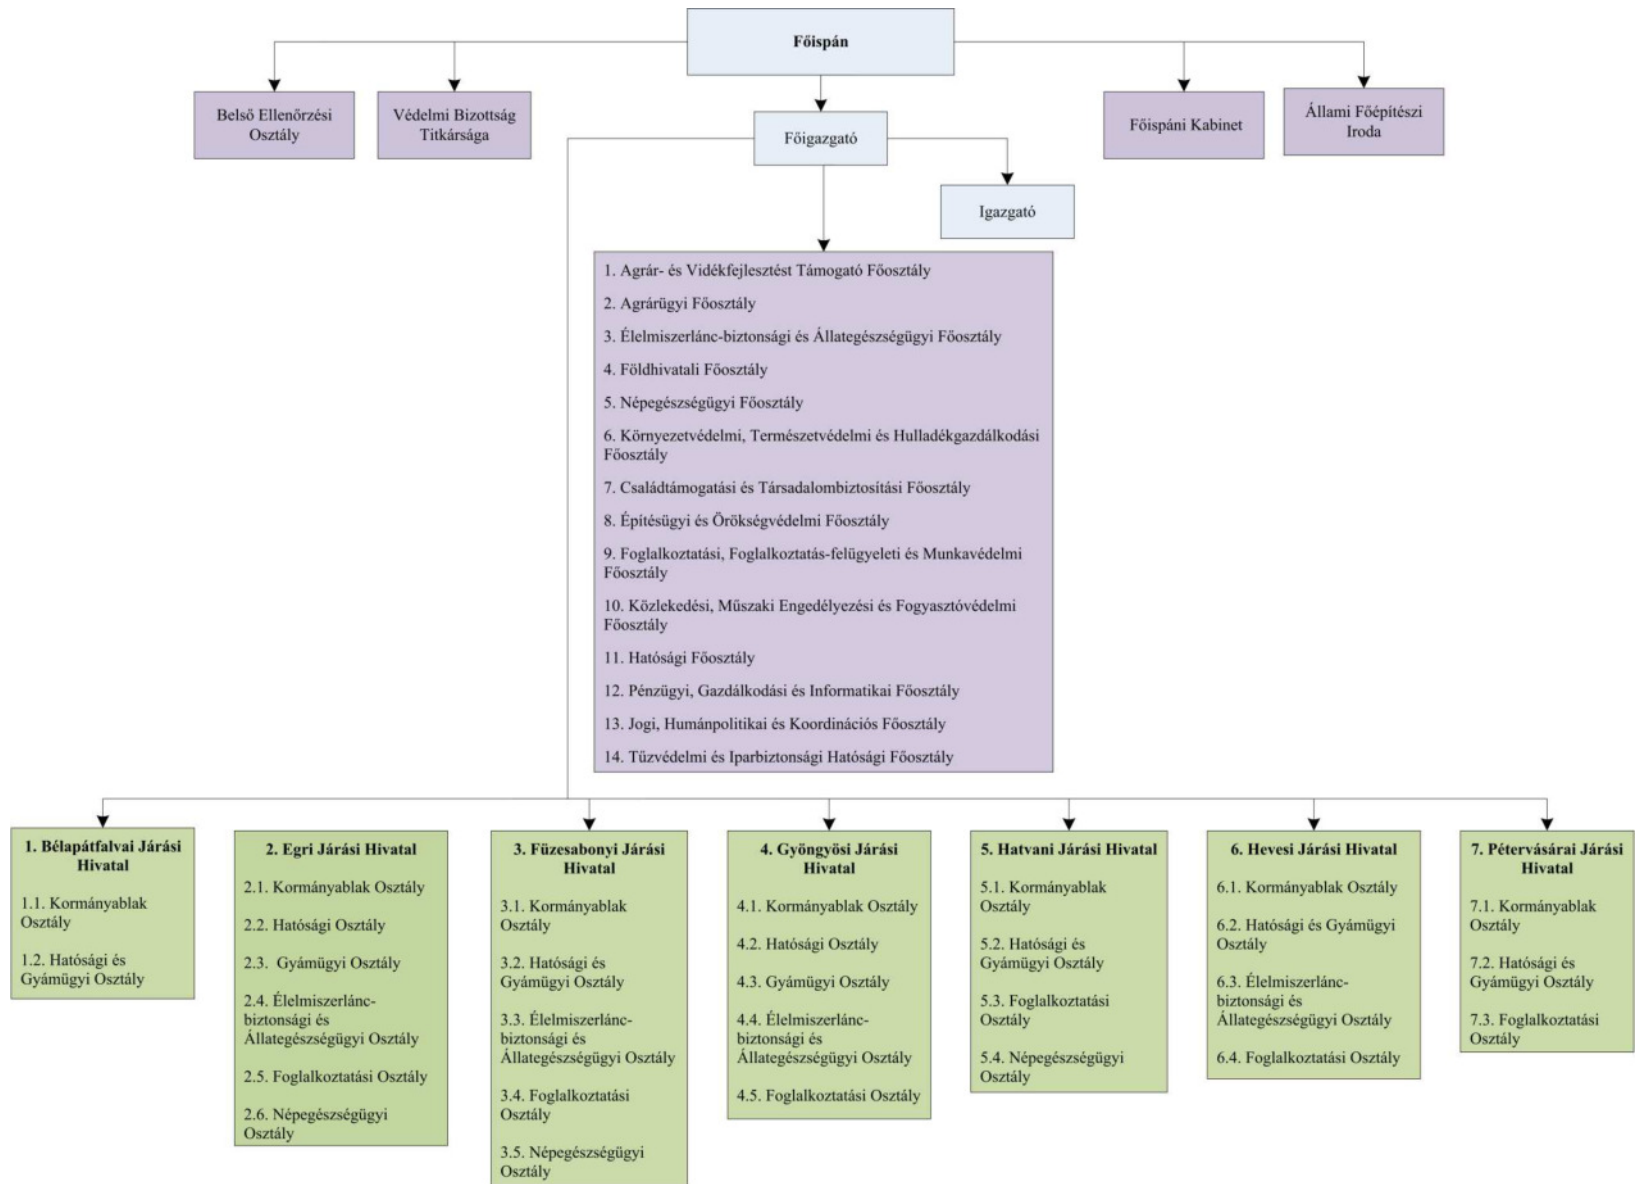 Főispán
Belső Ellenőrzési
Osztály
Védelmi Bizottság
Titkársága
Főispáni Kabinet
Állami Főépítészi
Iroda
Főigazgató
Igazgató
1. Agrár- és Vidékfejlesztést Támogató Főosztály
2. Agrárügyi Főosztály
3. Élelmiszerlánc-biztonsági és Állategészségügyi Főosztály
4. Földhivatali Főosztály
5. Népegészségügyi Főosztály
6. Környezetvédelmi, Természetvédelmi és Hulladékgazdálkodási
Főosztály
7. Családtámogatási és Társadalombiztosítási Főosztály
8. Építésügyi és Örökségvédelmi Főosztály
9. Foglalkoztatási, Foglalkoztatás-felügyeleti és Munkavédelmi
Főosztály
10. Közlekedési, Műszaki Engedélyezési és Fogyasztóvédelmi
Főosztály
11. Hatósági Főosztály
12. Pénzügyi, Gazdálkodási és Informatikai Főosztály
13. Jogi, Humánpolitikai és Koordinációs Főosztály
14. Tűzvédelmi és Iparbiztonsági Hatósági Főosztály
1. Bélapátfalvai Járási
Hivatal
1.1. Kormányablak
Osztály
1.2. Hatósági és
Gyámügyi Osztály
2. Egri Járási Hivatal
2.1. Kormányablak Osztály
2.2. Hatósági Osztály
2.3. Gyámügyi Osztály
2.4. Élelmiszerlánc-
biztonsági és
Állategészségügyi Osztály
2.5. Foglalkoztatási Osztály
2.6. Népegészségügyi
Osztály
3. Füzesabonyi Járási
Hivatal
3.1. Kormányablak
Osztály
3.2. Hatósági és
Gyámügyi Osztály
3.3. Élelmiszerlánc-
biztonsági és
Állategészségügyi Osztály
3.4. Foglalkoztatási
Osztály
3.5. Népegészségügyi
Osztály
4. Gyöngyösi Járási
Hivatal
4.1. Kormányablak Osztály
4.2. Hatósági Osztály
4.3. Gyámügyi Osztály
4.4. Élelmiszerlánc-
biztonsági és
Állategészségügyi Osztály
4.5. Foglalkoztatási Osztály
5. Hatvani Járási Hivatal
5.1. Kormányablak
Osztály
5.2. Hatósági és
Gyámügyi Osztály
5.3. Foglalkoztatási
Osztály
5.4. Népegészségügyi
Osztály
6. Hevesi Járási Hivatal
6.1. Kormányablak Osztály
6.2. Hatósági és Gyámügyi
Osztály
6.3. Élelmiszerlánc-
biztonsági és
Állategészségügyi Osztály
6.4. Foglalkoztatási Osztály
7. Pétervásárai Járási
Hivatal
7.1. Kormányablak
Osztály
7.2. Hatósági és
Gyámügyi Osztály
7.3. Foglalkoztatási
Osztály